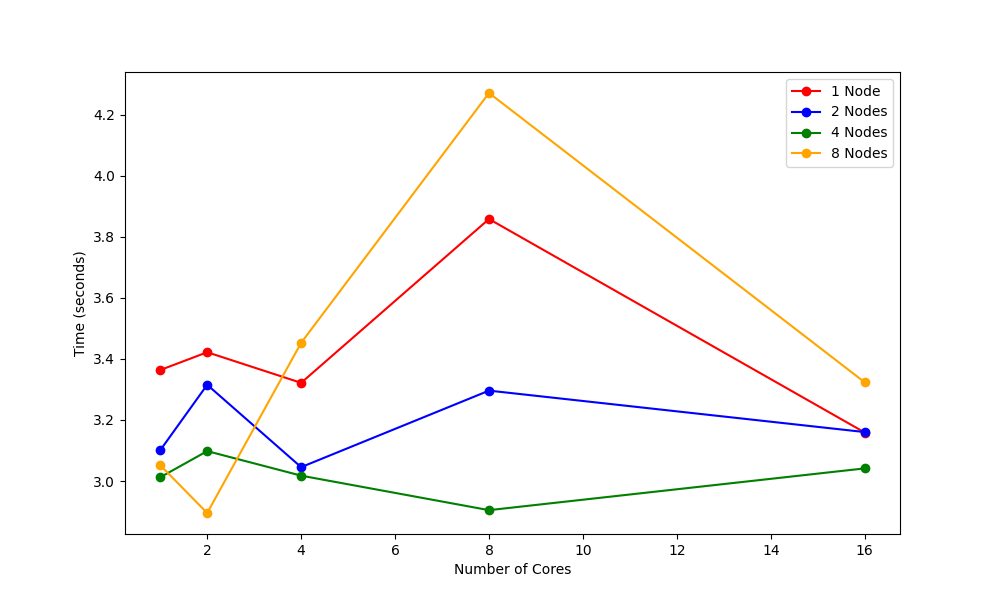 1 Node
2 Nodes
4 Nodes
8 Nodes
4.2
4.0
3.8
3.6
3.4
3.2
3.0
Time (seconds)
2 4 6 8 10 12 14 16
Number of Cores